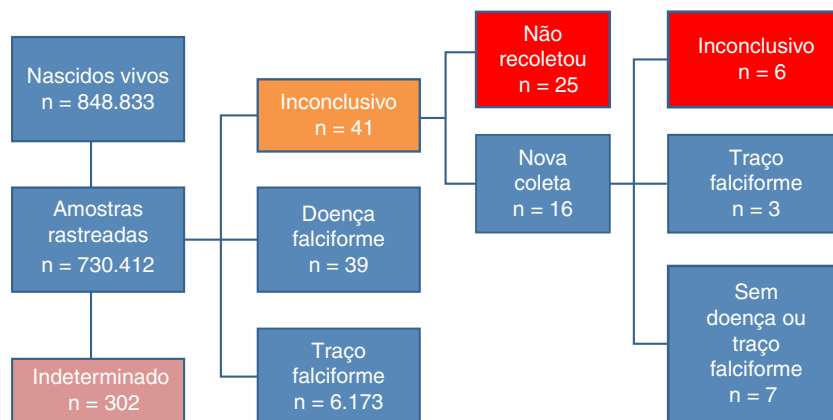 Nascidos vivos
n = 848.833
Amostras
rastreadas
n = 730.412
Indeterminado
n = 302
Inconclusivo
n = 41
Doença
falciforme
n = 39
Traço
falciforme
n = 6.173
Não
recoletou
n = 25
Nova
coleta
n = 16
Inconclusivo
n = 6
Traço
falciforme
n = 3
Sem
doença ou
traço
falciforme
n = 7